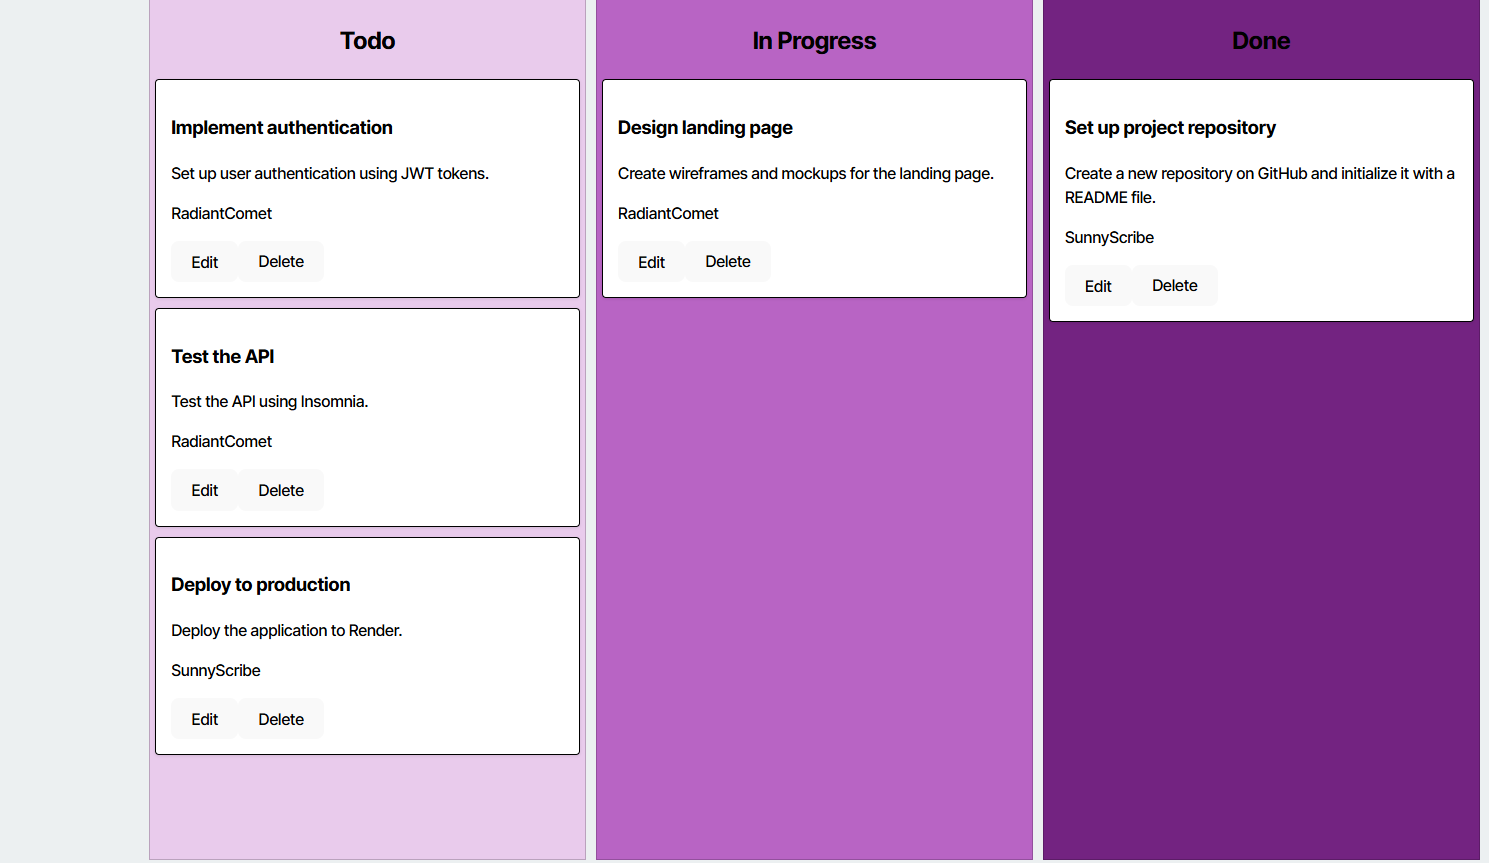 Todo
Implement authentication
Set up user authentication using JWT tokens.
RadiantComet
Edit
Delete
Test the API
Test the API using Insomnia.
RadiantComet
Edit
Delete
Deploy to production
Deploy the application to Render.
SunnyScribe
Edit
Delete
In Progress
Design landing page
Create wireframes and mockups for the landing page.
RadiantComet
Edit
Delete
Done
Set up project repository
Create a new repository on GitHub and initialize it with a
README file.
SunnyScribe
Edit
Delete